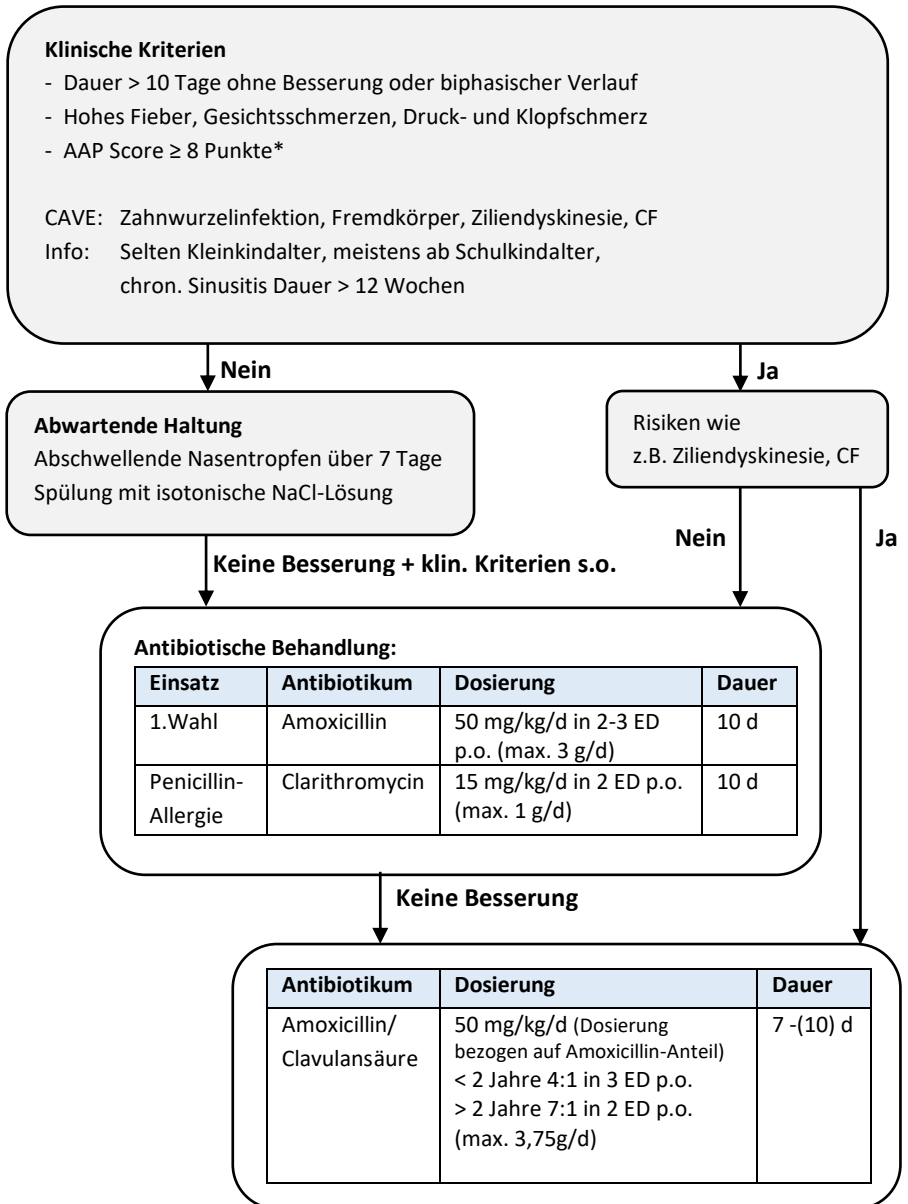 Klinische Kriterien
- Dauer > 10 Tage ohne Besserung oder biphasischer Verlauf
- Hohes Fieber, Gesichtsschmerzen, Druck- und Klopfschmerz
- AAP Score ≥ 8 Punkte*
CAVE: Zahnwurzelinfektion, Fremdkörper, Ziliendyskinesie, CF
Info: Selten Kleinkindalter, meistens ab Schulkindalter,
chron. Sinusitis Dauer > 12 Wochen
Nein
Ja
Abwartende Haltung
Abschwellende Nasentropfen über 7 Tage
Spülung mit isotonische NaCl-Lösung
Risiken wie
z.B. Ziliendyskinesie, CF
Nein
Ja
Keine Besserung + klin. Kriterien s.o.
Antibiotische Behandlung:
Einsatz Antibiotikum Dosierung Dauer
1.Wahl Amoxicillin 50 mg/kg/d in 2-3 ED 10 d
p.o. (max. 3 g/d)
Penicillin- Clarithromycin 15 mg/kg/d in 2 ED p.o. 10 d
Allergie (max. 1 g/d)
Keine Besserung
Antibiotikum Dosierung Dauer
Amoxicillin/ 50 mg/kg/d (Dosierung 7 -(10) d
Clavulansäure bezogen auf Amoxicillin-Anteil)
< 2 Jahre 4:1 in 3 ED p.o.
> 2 Jahre 7:1 in 2 ED p.o.
(max. 3,75g/d)